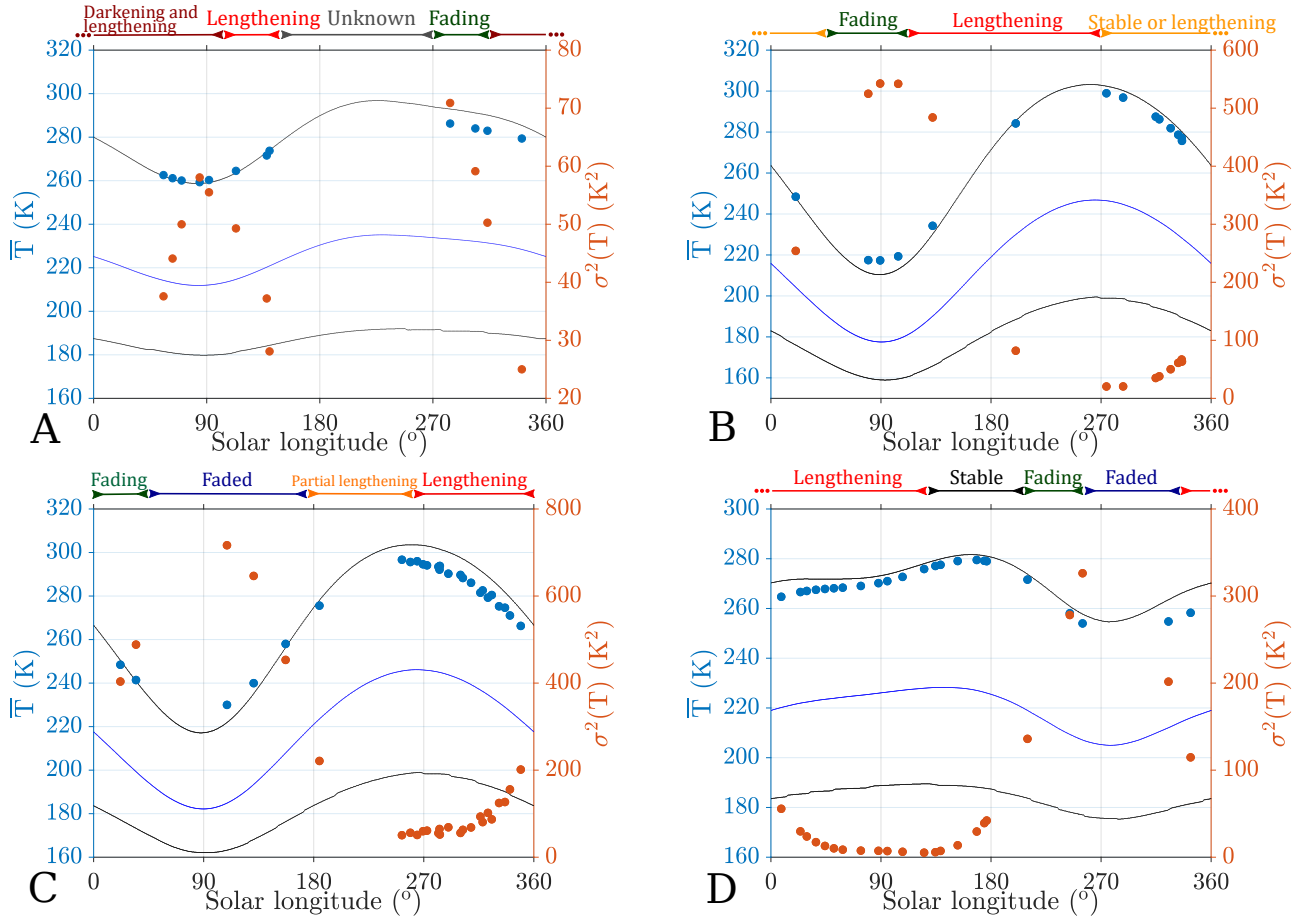 Darkening and
lengthening
Lengthening
Unknown
Fading
320
300
280
260
240
220
200
180
160
T (K)
80
70
60
50
40
30
20
σ²(T) (K²)
0
90
180
270
360
Solar longitude (°)
A
Fading
Lengthening
Stable or lengthening
320
300
280
260
240
220
200
180
160
T (K)
600
500
400
300
200
100
0
σ²(T) (K²)
0
90
180
270
360
Solar longitude (°)
B
Fading
Faded
Partial lengthening
Lengthening
320
300
280
260
240
220
200
180
160
T (K)
800
600
400
200
0
σ²(T) (K²)
0
90
180
270
360
Solar longitude (°)
C
Lengthening
Stable
Fading
Faded
300
280
260
240
220
200
180
160
T (K)
400
300
200
100
0
σ²(T) (K²)
0
90
180
270
360
Solar longitude (°)
D